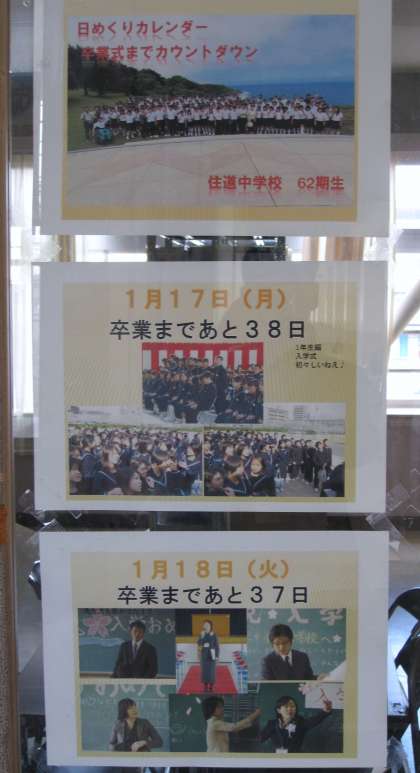 日めくりカレンダー
卒業式までカウントダウン
住道中学校　62期生
1月17日（月）
卒業まであと38日
1年生編
入学式
初々しいねえ♪
1月18日（火）
卒業まであと37日
入学